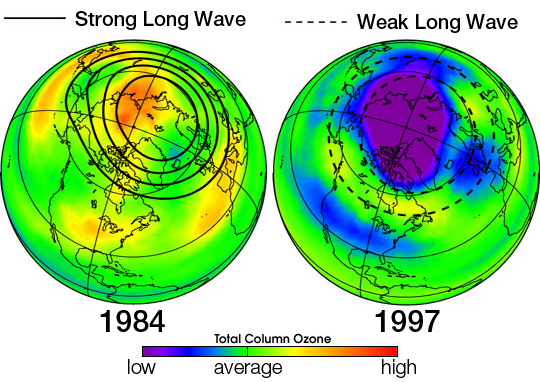 Strong Long Wave
Weak Long Wave
1984
1997
Total Column Ozone
low
average
high